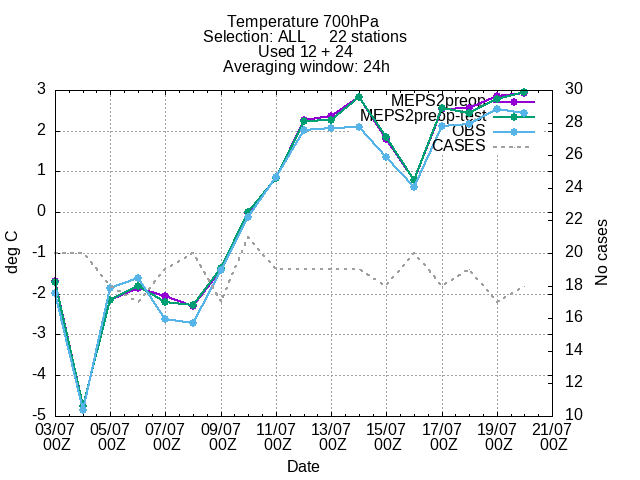 Temperature 700hPa
Selection: ALL 22 stations
Used 12 + 24
Averaging window: 24h
3
2
1
0
-1
-2
-3
-4
-5
deg C
30
28
26
24
22
20
18
16
14
12
10
No cases
MEPS2preop
MEPS2preop-test
OBS
CASES
03/07 05/07 07/07 09/07 11/07 13/07 15/07 17/07 19/07 21/07
00Z 00Z 00Z 00Z 00Z 00Z 00Z 00Z 00Z 00Z
Date